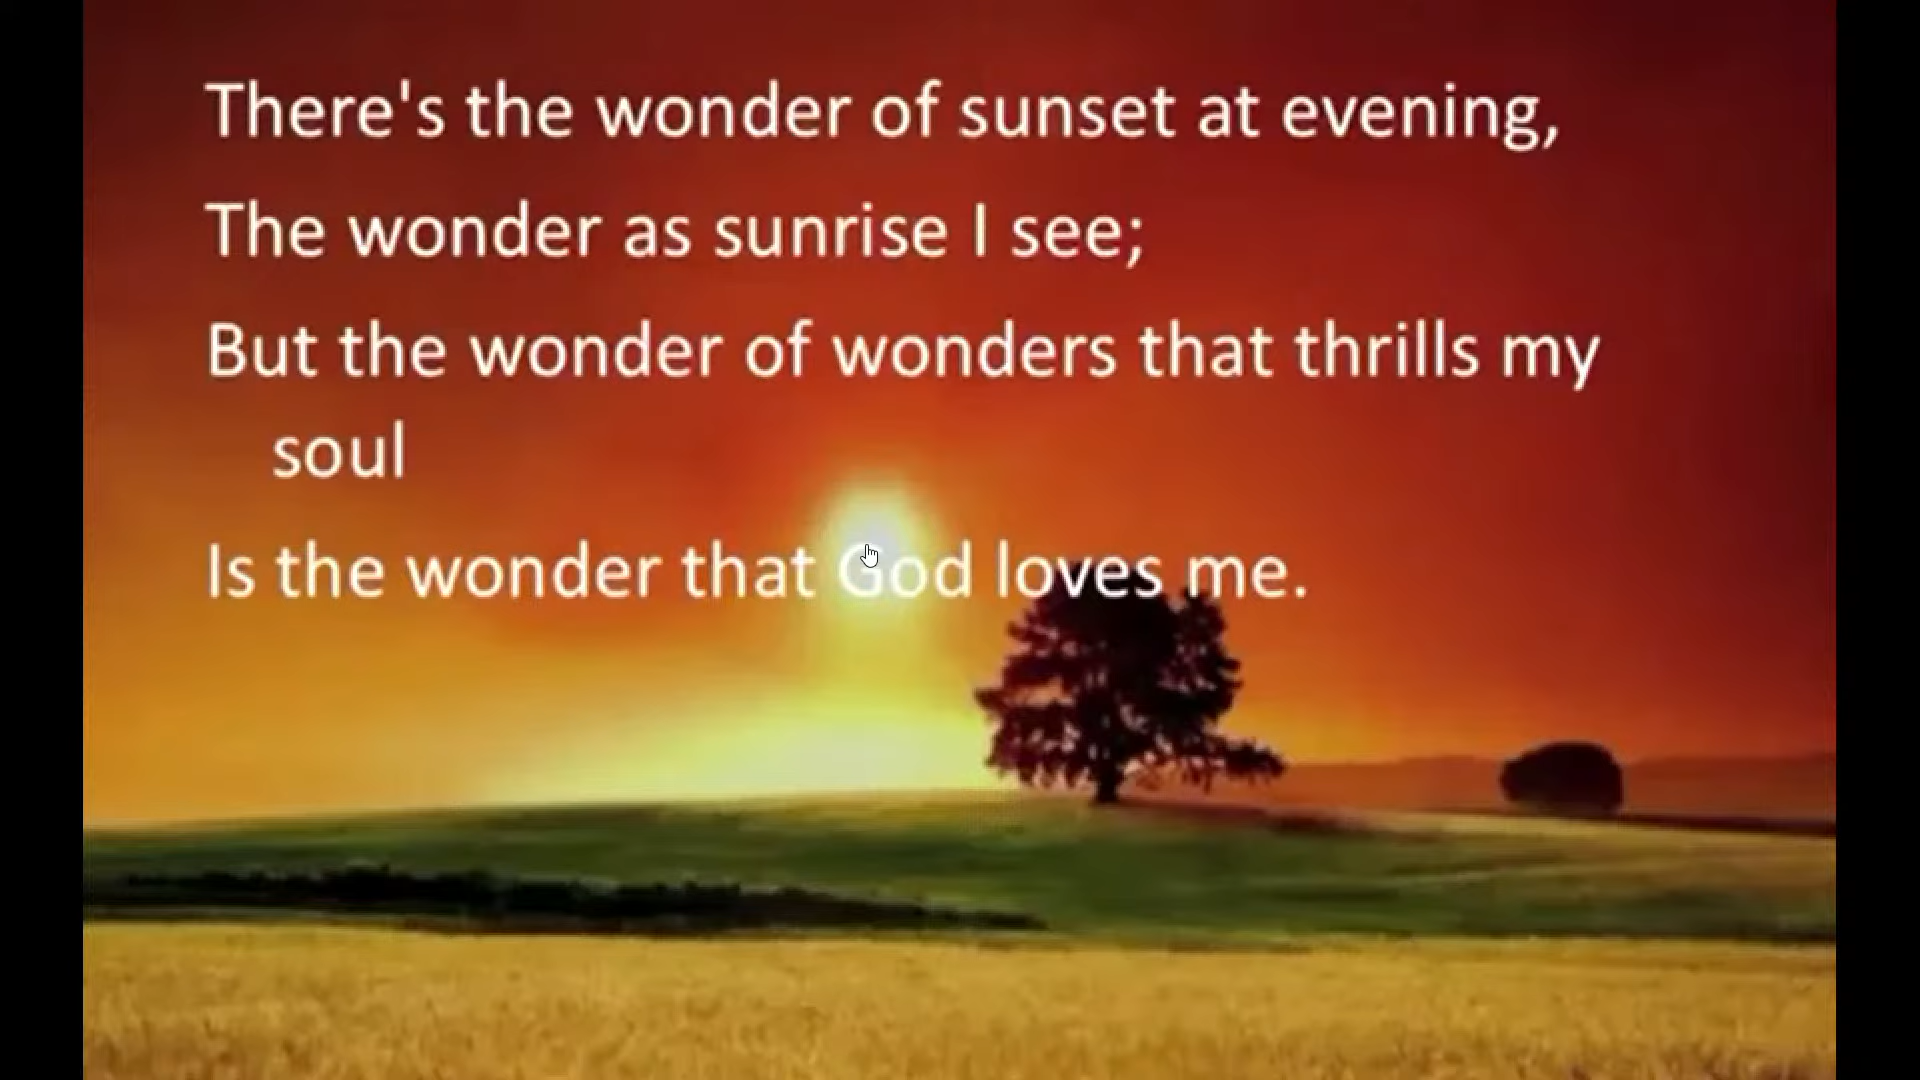 There's the wonder of sunset at evening,
The wonder as sunrise I see;
But the wonder of wonders that thrills my
soul
Is the wonder that God loves me.